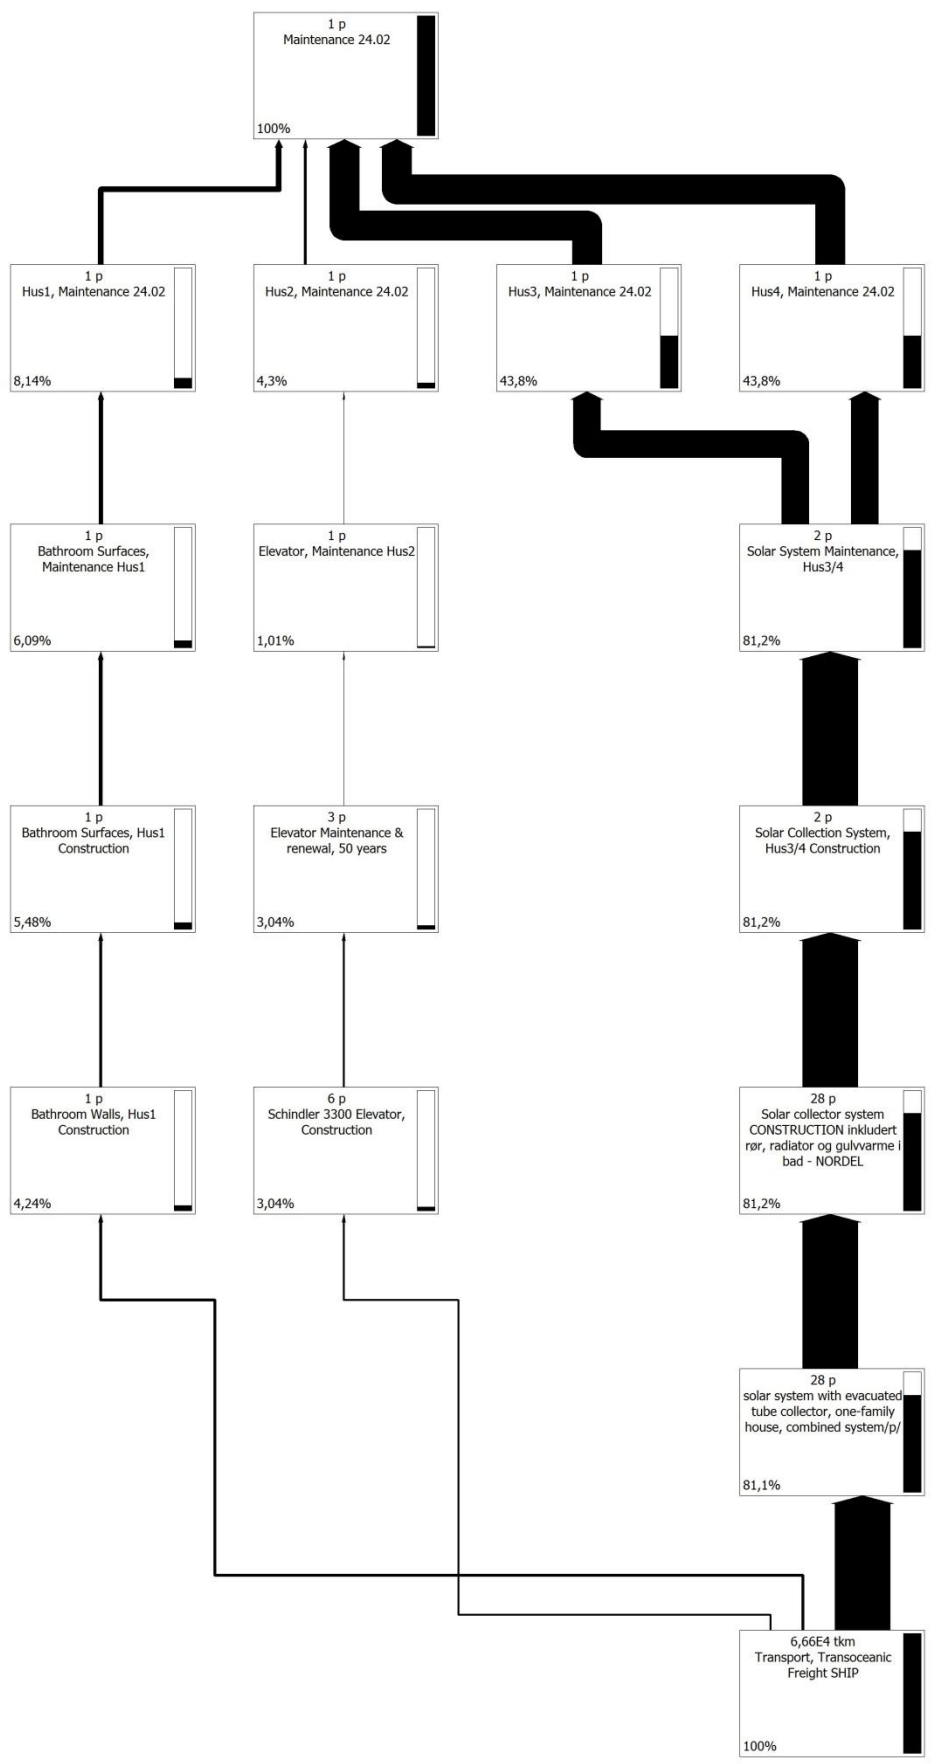 1 p
Maintenance 24.02
100%
1 p
Hus1, Maintenance 24.02
8,14%
1 p
Hus2, Maintenance 24.02
4,3%
1 p
Hus3, Maintenance 24.02
43,8%
1 p
Hus4, Maintenance 24.02
43,8%
1 p
Bathroom Surfaces,
Maintenance Hus1
6,09%
1 p
Elevator, Maintenance Hus2
1,01%
2 p
Solar System Maintenance,
Hus3/4
81,2%
1 p
Bathroom Surfaces, Hus1
Construction
5,48%
3 p
Elevator Maintenance &
renewal, 50 years
3,04%
2 p
Solar Collection System,
Hus3/4 Construction
81,2%
1 p
Bathroom Walls, Hus1
Construction
4,24%
6 p
Schindler 3300 Elevator,
Construction
3,04%
28 p
Solar collector system
CONSTRUCTION inkludert
rør, radiator og gulvvarme i
bad - NORDEL
81,2%
28 p
solar system with evacuated
tube collector, one-family
house, combined system/p/
81,1%
6,66E4 tkm
Transport, Transoceanic
Freight SHIP
100%